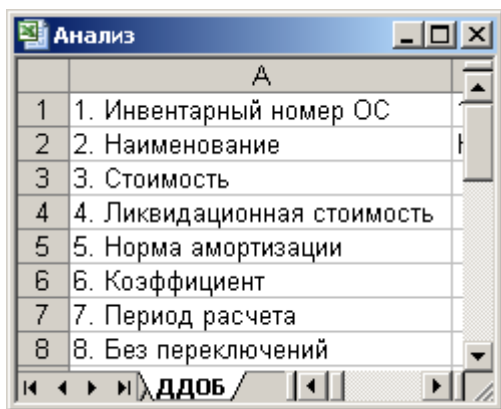 Анализ
A
1 1. Инвентарный номер ОС
2 2. Наименование
3 3. Стоимость
4 4. Ликвидационная стоимость
5 5. Норма амортизации
6 6. Коэффициент
7 7. Период расчета
8 8. Без переключений
ДДОБ